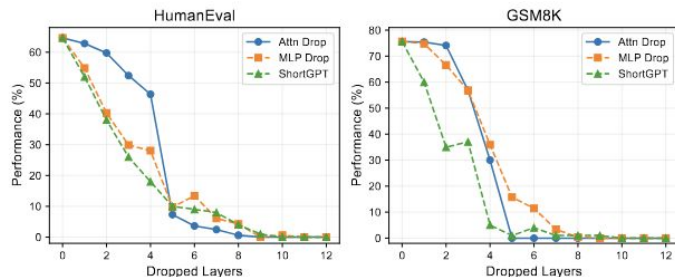 HumanEval
Performance (%)
60
50
40
30
20
10
0
Attn Drop
MLP Drop
ShortGPT
0 2 4 6 8 10 12
Dropped Layers
GSM8K
Performance (%)
80
70
60
50
40
30
20
10
0
Attn Drop
MLP Drop
ShortGPT
0 2 4 6 8 10 12
Dropped Layers